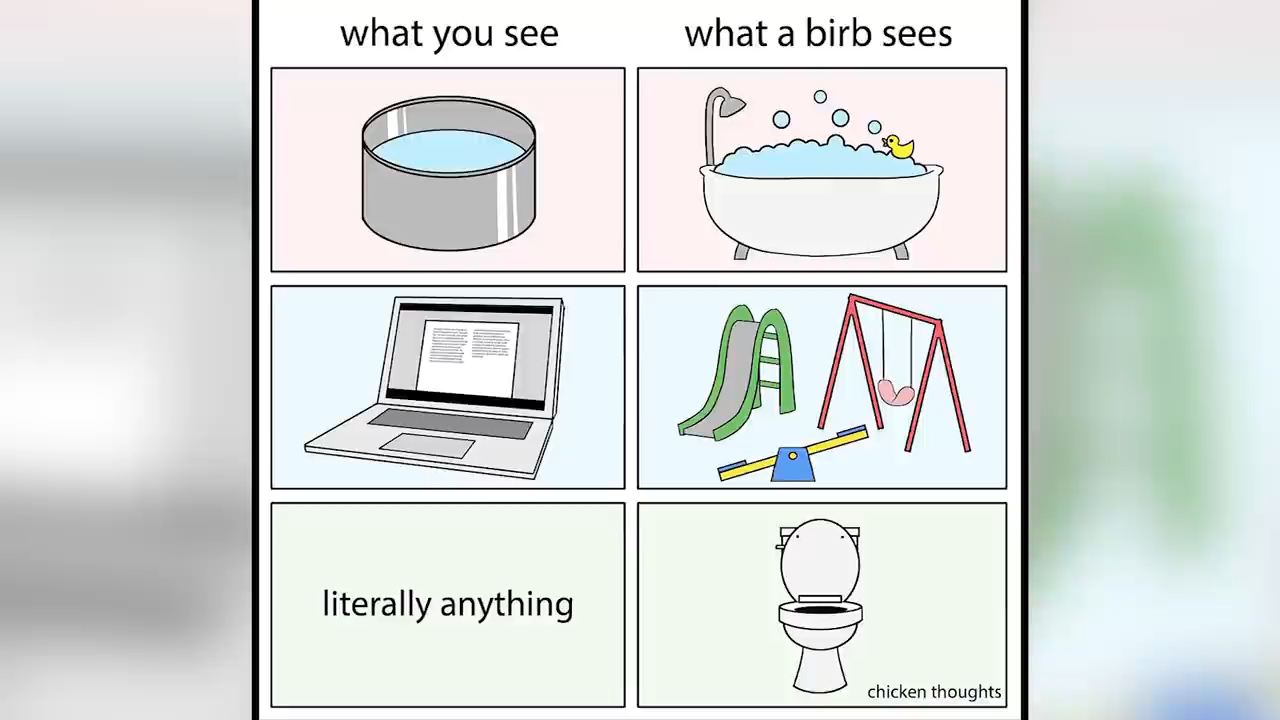 what you see
what a birb sees
literally anything
chicken thoughts